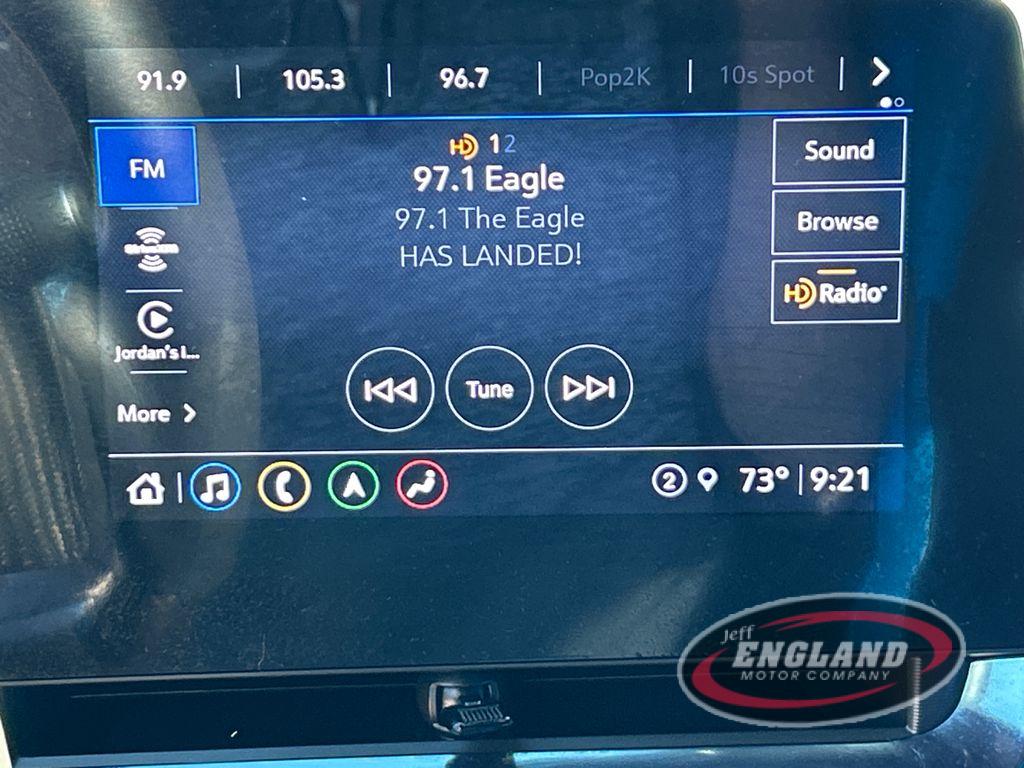 91.9 | 105.3 | 96.7 | Pop2K | 10s Spot
FM
HD 1 2
97.1 Eagle
97.1 The Eagle
HAS LANDED!
Sound
Browse
HD Radio
SiriusXM
Jordan's I...
More
Tune
2 73° | 9:21
Jeff
ENGLAND
MOTOR COMPANY